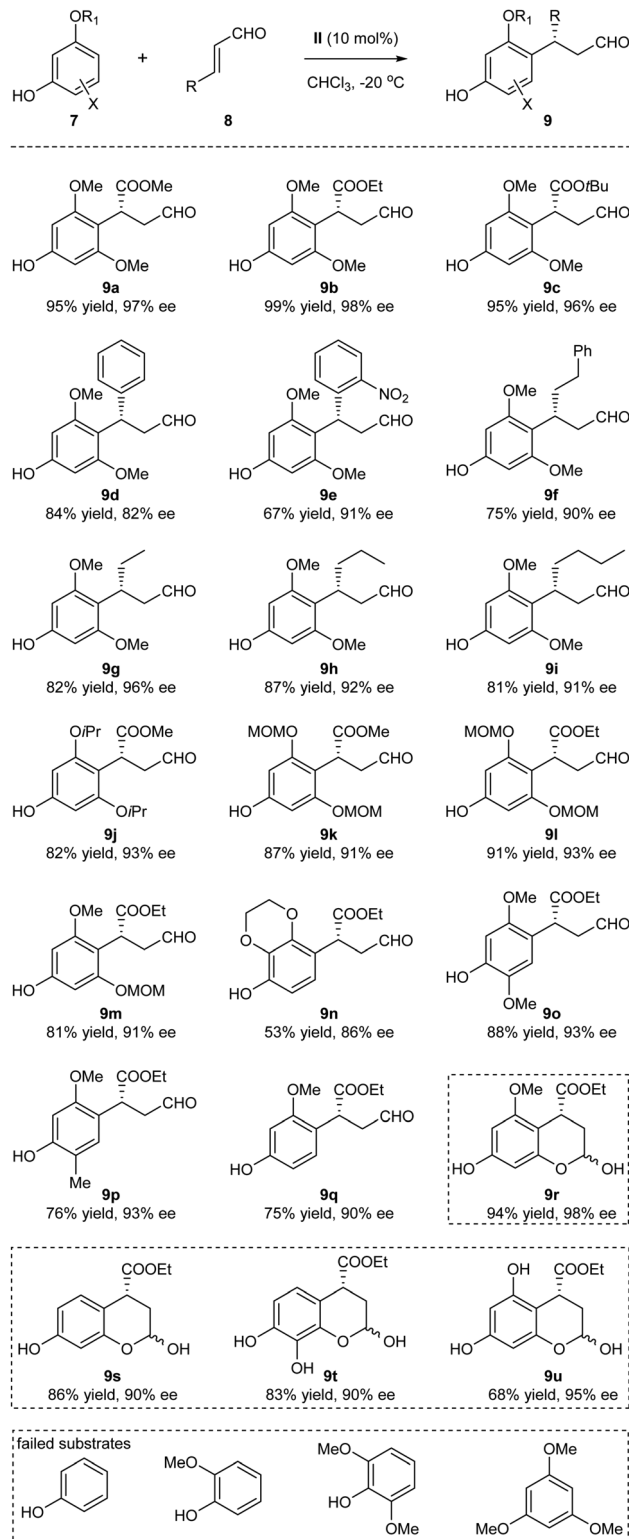 OR1 + CHO II (10 mol%) OR1 R CHO
HO X R CHCl3, -20 oC HO X
7 8 9
OMe COOMe CHO OMe COOEt CHO OMe COOtBu CHO
HO OMe HO OMe HO OMe
9a 9b 9c
95% yield, 97% ee 99% yield, 98% ee 95% yield, 96% ee
OMe CHO OMe NO2 CHO OMe Ph CHO
HO OMe HO OMe HO OMe
9d 9e 9f
84% yield, 82% ee 67% yield, 91% ee 75% yield, 90% ee
OMe CHO OMe CHO OMe CHO
HO OMe HO OMe HO OMe
9g 9h 9i
82% yield, 96% ee 87% yield, 92% ee 81% yield, 91% ee
OiPr COOMe CHO MOMO COOMe CHO MOMO COOEt CHO
HO OiPr HO OMOM HO OMOM
9j 9k 9l
82% yield, 93% ee 87% yield, 91% ee 91% yield, 93% ee
OMe COOEt CHO O O COOEt CHO OMe COOEt CHO
HO OMOM HO HO OMe
9m 9n 9o
81% yield, 91% ee 53% yield, 86% ee 88% yield, 93% ee
OMe COOEt CHO OMe COOEt CHO OMe COOEt
HO Me HO HO O OH
9p 9q 9r
76% yield, 93% ee 75% yield, 90% ee 94% yield, 98% ee
COOEt COOEt OH COOEt
HO O OH HO OH O OH HO O OH
9s 9t 9u
86% yield, 90% ee 83% yield, 90% ee 68% yield, 95% ee
failed substrates
HO MeO HO MeO HO OMe OMe MeO OMe